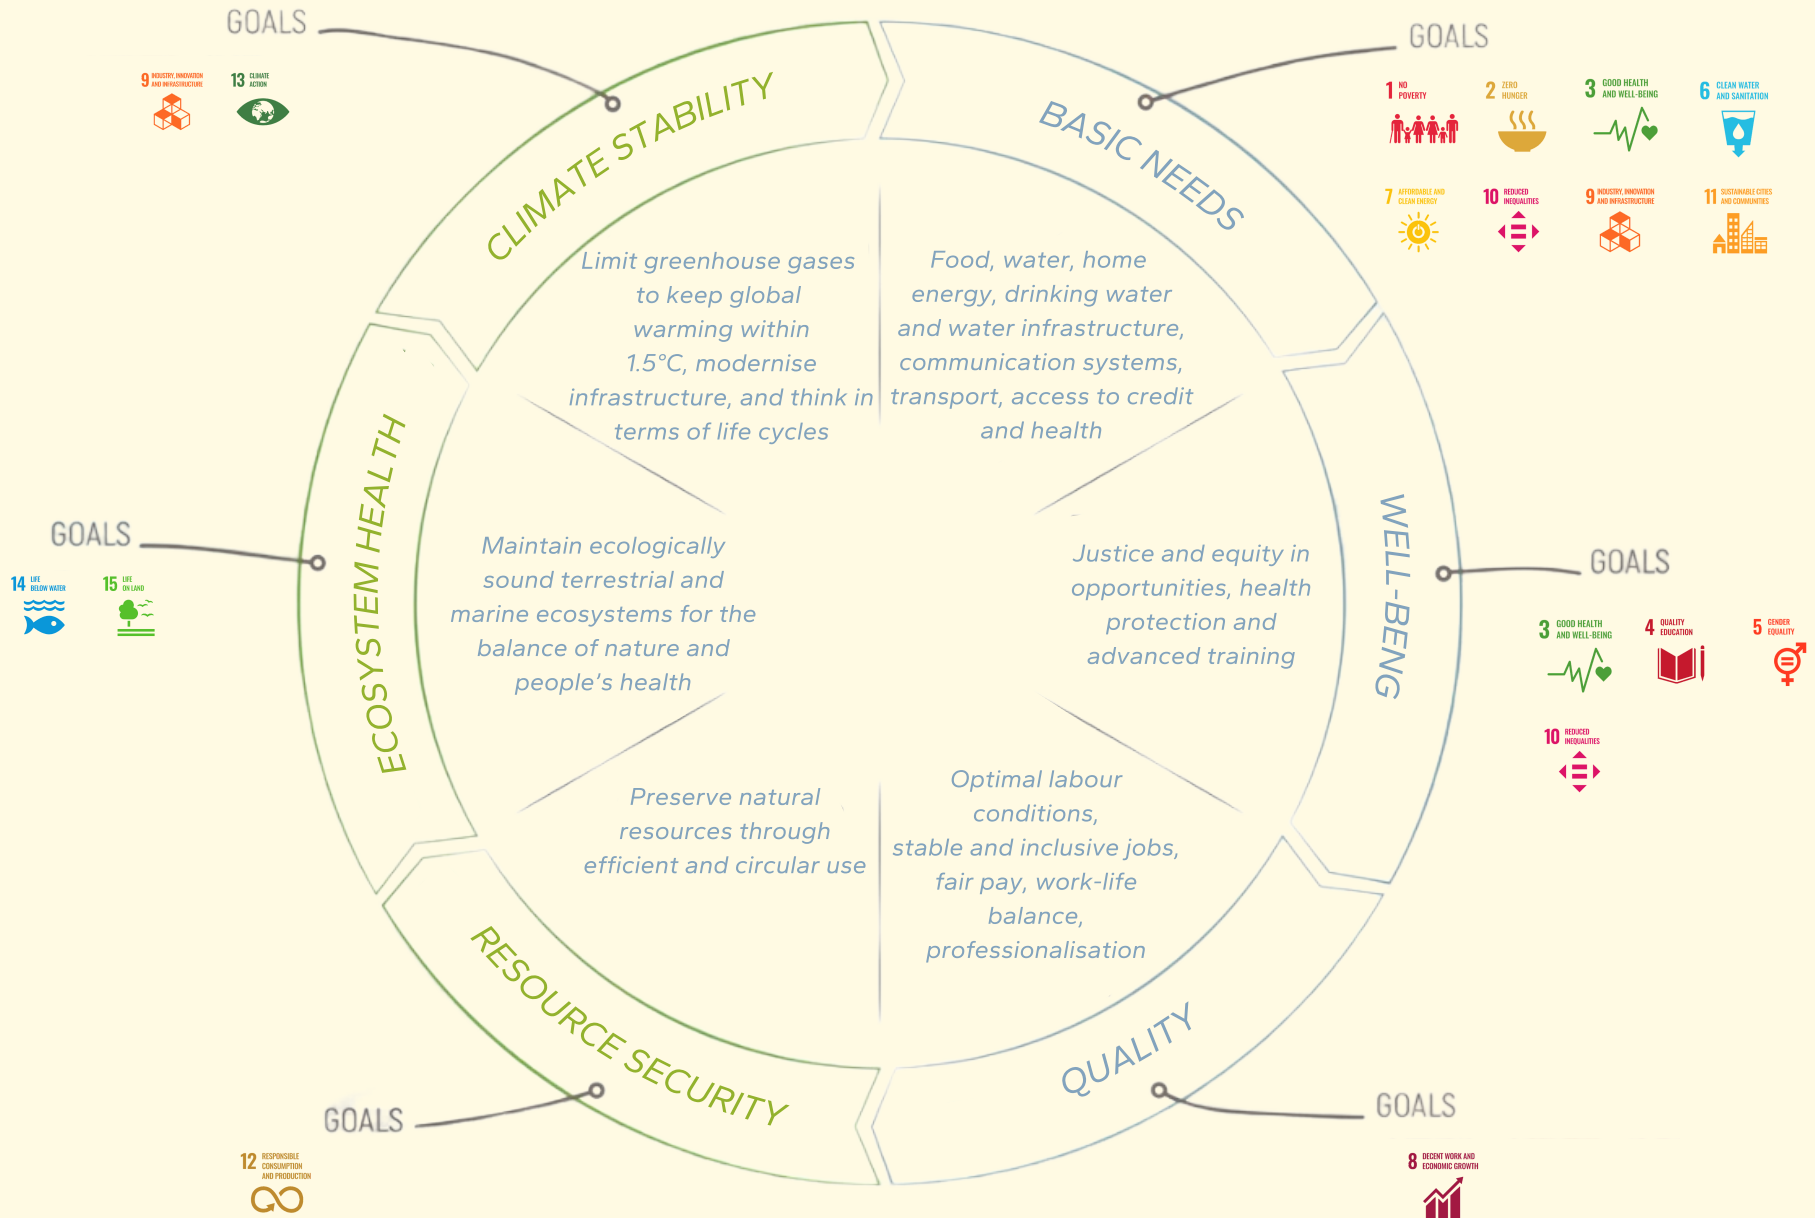 GOALS
9 INDUSTRY, INNOVATION
AND INFRASTRUCTURE
13 CLIMATE
ACTION
CLIMATE STABILITY
Limit greenhouse gases
to keep global
warming within
1.5°C, modernise
infrastructure, and think in
terms of life cycles
GOALS
1 NO
POVERTY
2 ZERO
HUNGER
3 GOOD HEALTH
AND WELL-BEING
6 CLEAN WATER
AND SANITATION
7 AFFORDABLE AND
CLEAN ENERGY
10 REDUCED
INEQUALITIES
9 INDUSTRY, INNOVATION
AND INFRASTRUCTURE
11 SUSTAINABLE CITIES
AND COMMUNITIES
BASIC NEEDS
Food, water, home
energy, drinking water
and water infrastructure,
communication systems,
transport, access to credit
and health
GOALS
14 LIFE
BELOW WATER
15 LIFE
ON LAND
ECOSYSTEM HEALTH
Maintain ecologically
sound terrestrial and
marine ecosystems for the
balance of nature and
people's health
WELL-BENG
Justice and equity in
opportunities, health
protection and
advanced training
GOALS
3 GOOD HEALTH
AND WELL-BEING
4 QUALITY
EDUCATION
5 GENDER
EQUALITY
10 REDUCED
INEQUALITIES
Preserve natural
resources through
efficient and circular use
RESOURCE SECURITY
GOALS
12 RESPONSIBLE
CONSUMPTION
AND PRODUCTION
Optimal labour
conditions,
stable and inclusive jobs,
fair pay, work-life
balance,
professionalisation
QUALITY
GOALS
8 DECENT WORK AND
ECONOMIC GROWTH